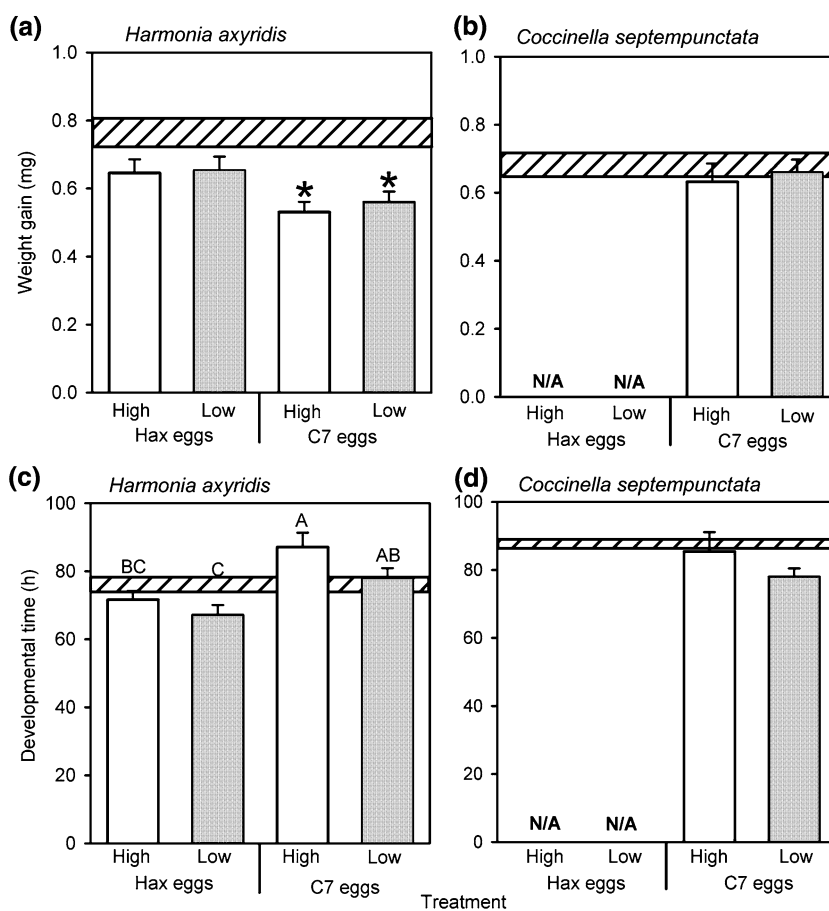 (a) Harmonia axyridis
(b) Coccinella septempunctata
Weight gain (mg)
1.0
0.8
0.6
0.4
0.2
0.0
* *
High Low High Low
Hax eggs C7 eggs
1.0
0.8
0.6
0.4
0.2
0.0
N/A N/A
High Low High Low
Hax eggs C7 eggs
(c) Harmonia axyridis
(d) Coccinella septempunctata
Developmental time (h)
100
80
60
40
20
0
BC C A AB
High Low High Low
Hax eggs C7 eggs
100
80
60
40
20
0
N/A N/A
High Low High Low
Hax eggs C7 eggs
Treatment